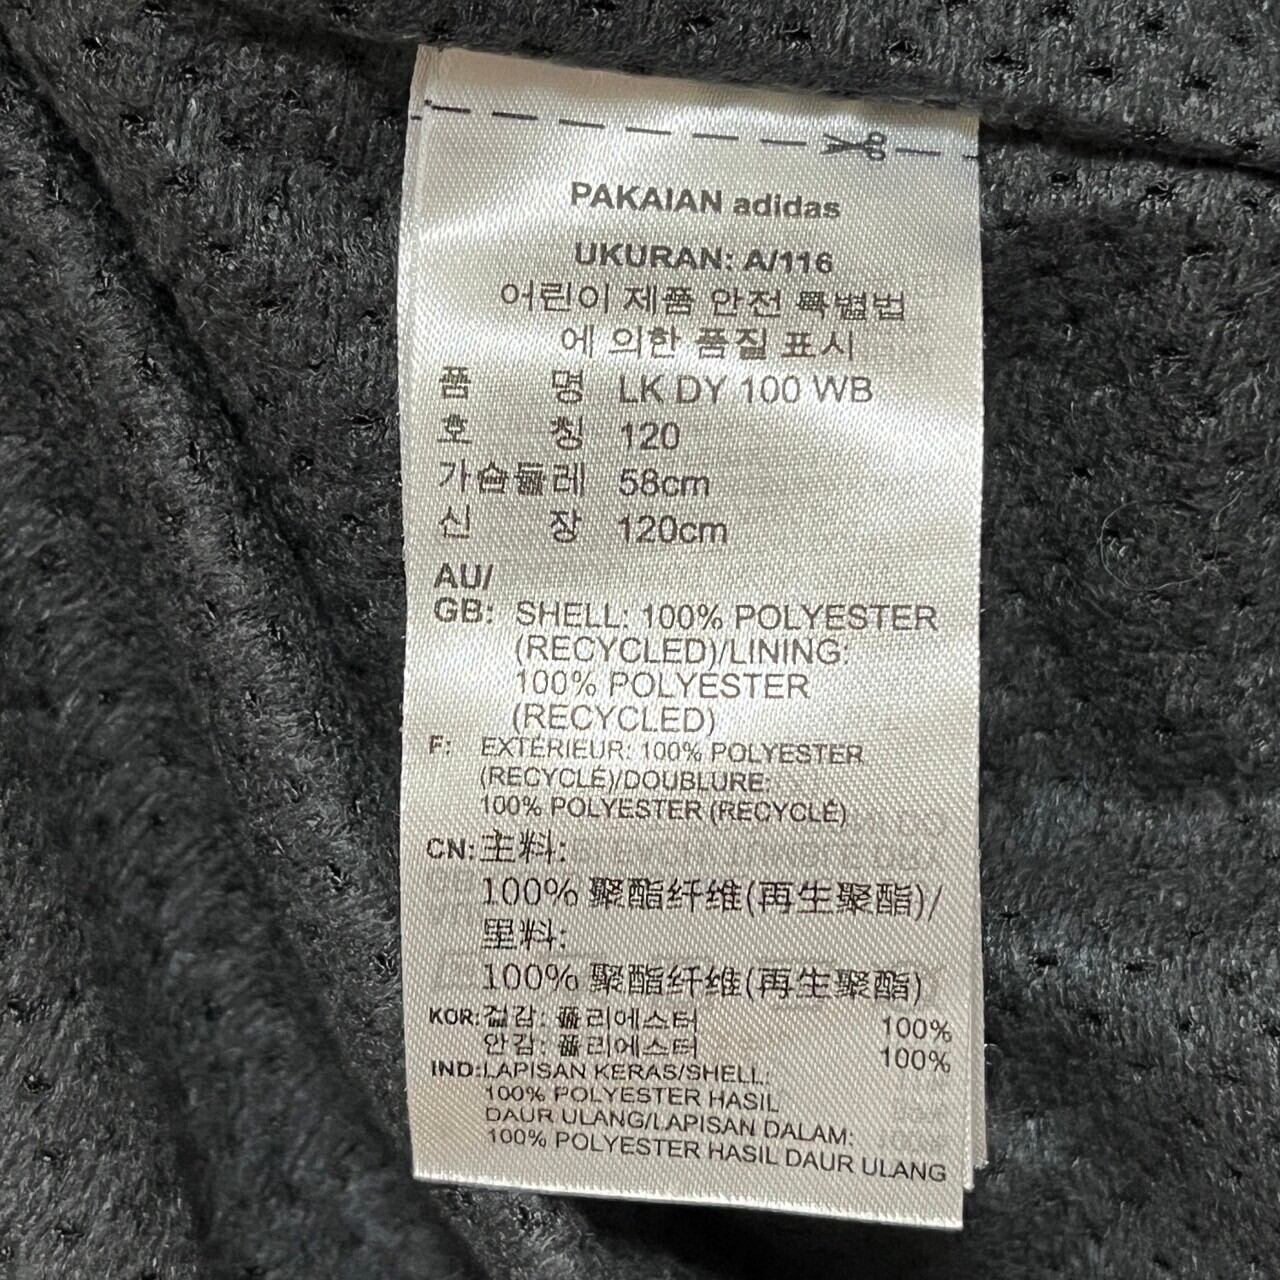 PAKAIAN adidas
UKURAN: A/116
어린이 제품 안전 특별법
에 의한 품질 표시
품 명 LK DY 100 WB
호 칭 120
가슴둘레 58cm
신 장 120cm
AU/
GB: SHELL: 100% POLYESTER
(RECYCLED)/LINING:
100% POLYESTER
(RECYCLED)
F: EXTÉRIEUR: 100% POLYESTER
(RECYCLÉ)/DOUBLURE:
100% POLYESTER (RECYCLÉ)
CN: 主料:
100% 聚酯纤维(再生聚酯)/
里料:
100% 聚酯纤维(再生聚酯)
KOR: 겉감: 폴리에스터 100%
안감: 폴리에스터 100%
IND: LAPISAN KERAS/SHELL:
100% POLYESTER HASIL
DAUR ULANG/LAPISAN DALAM:
100% POLYESTER HASIL DAUR ULANG